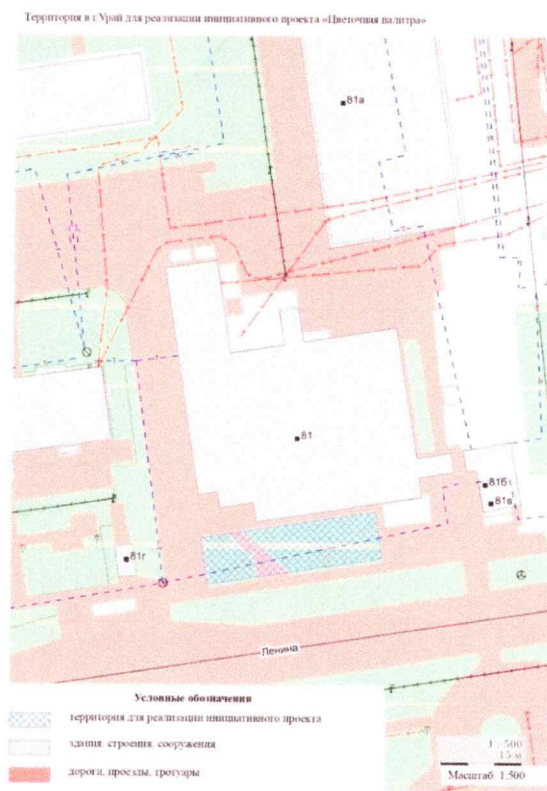 Территория в г.Урай для реализации инициативного проекта «Цветочная палитра»
81а
81
81б
81в
81г
Ленина
Условные обозначения
территория для реализации инициативного проекта
здания, строения, сооружения
дорога, проезды, тротуары
1 : 500
15 м
Масштаб 1:500